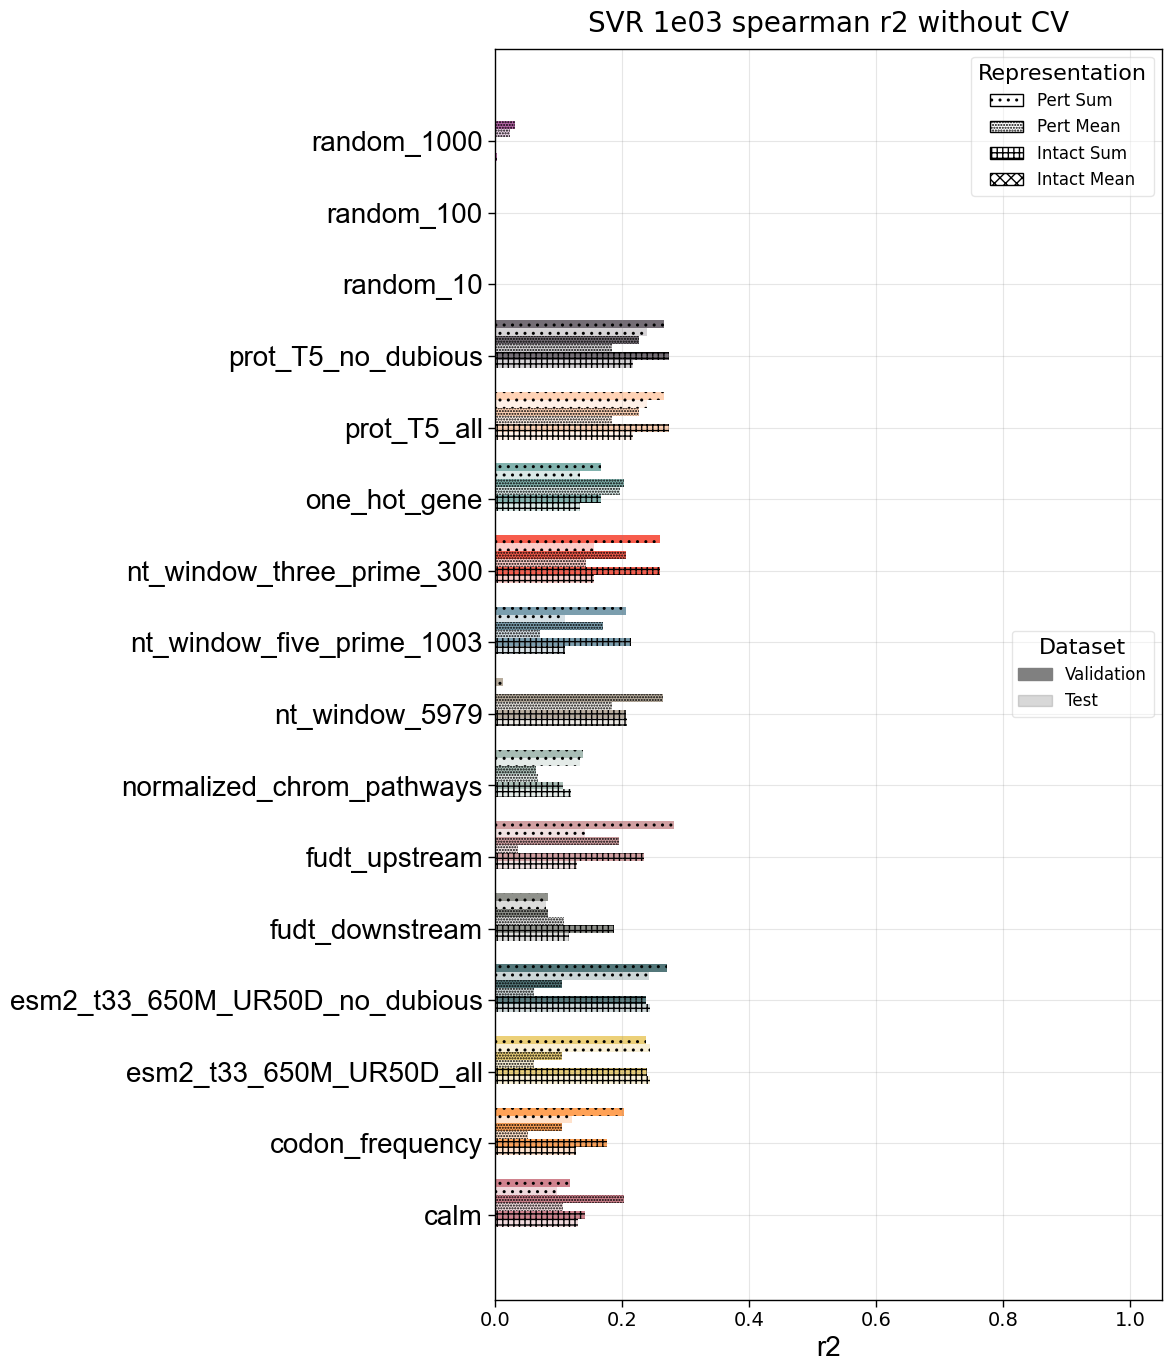 SVR 1e03 spearman r2 without CV
Representation
Pert Sum
Pert Mean
Intact Sum
Intact Mean
random_1000
random_100
random_10
prot_T5_no_dubious
prot_T5_all
one_hot_gene
nt_window_three_prime_300
nt_window_five_prime_1003
Dataset
Validation
Test
nt_window_5979
normalized_chrom_pathways
fudt_upstream
fudt_downstream
esm2_t33_650M_UR50D_no_dubious
esm2_t33_650M_UR50D_all
codon_frequency
calm
0.0 0.2 0.4 0.6 0.8 1.0
r2